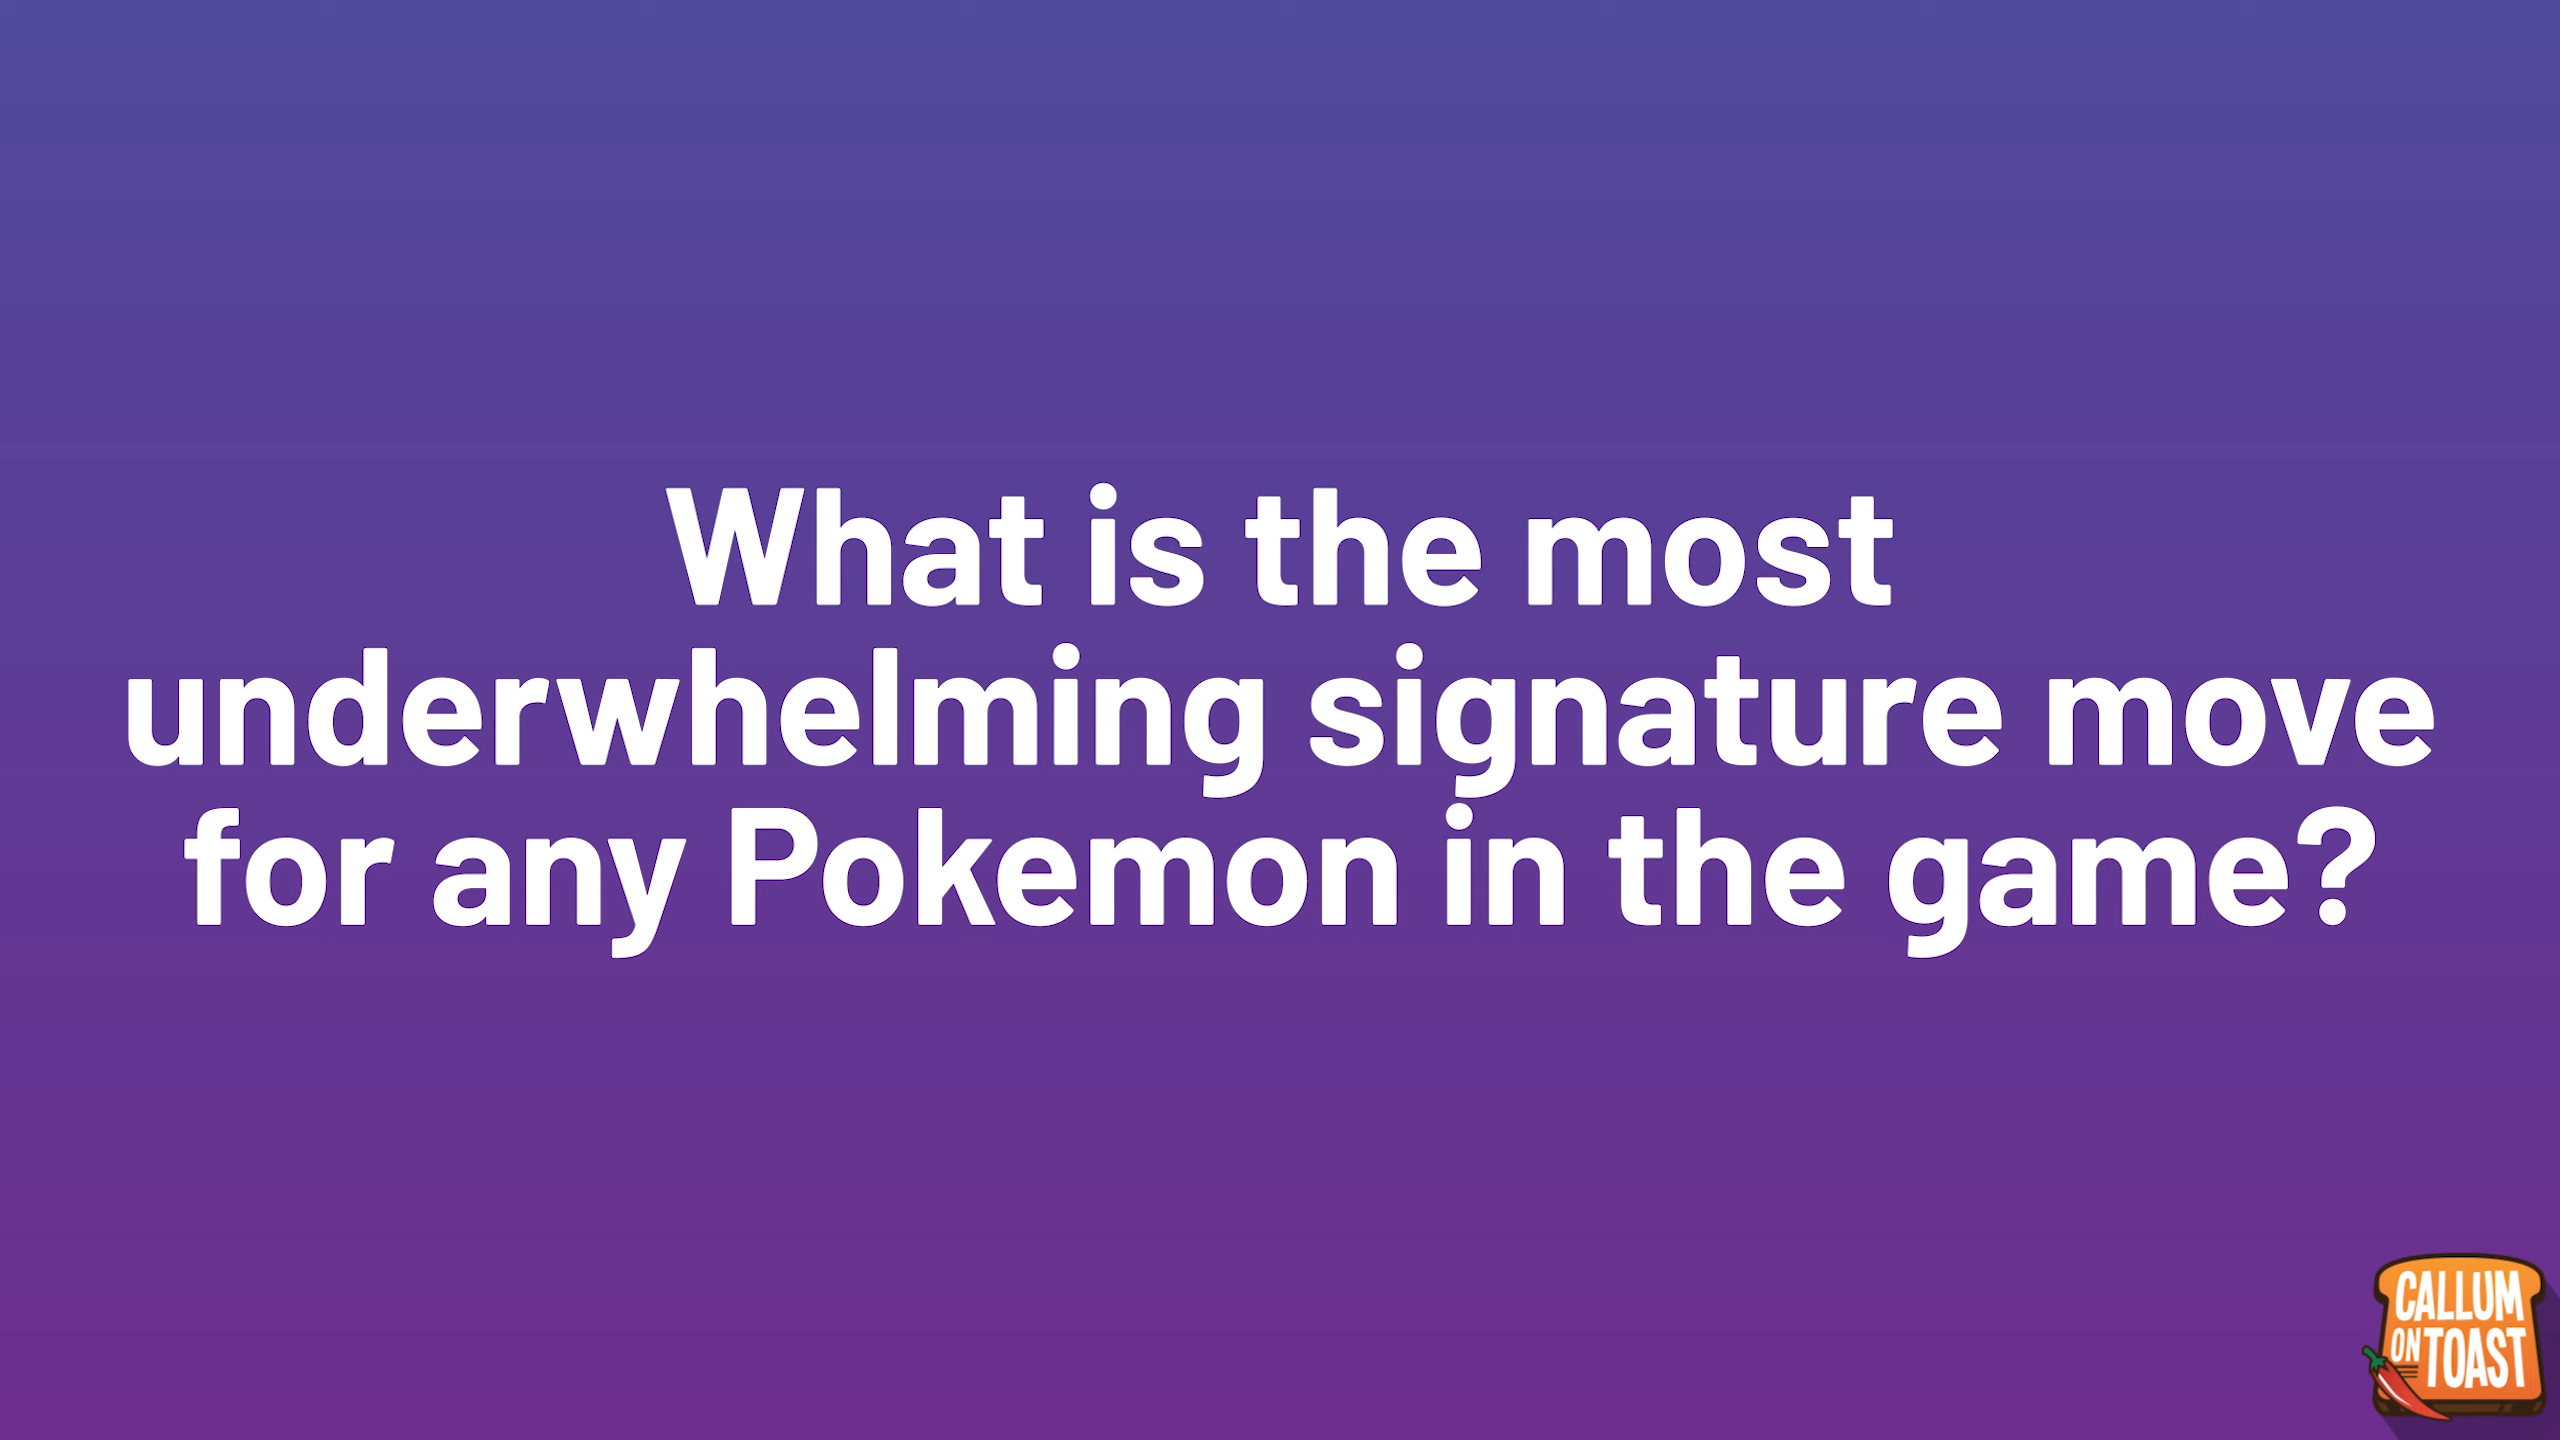 What is the most
underwhelming signature move
for any Pokemon in the game?
CALLUM
ON TOAST